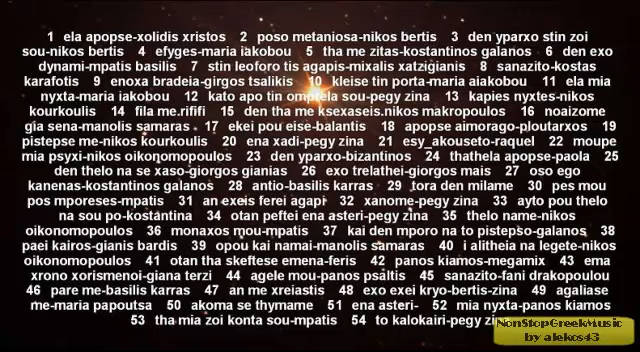 1 ela apopse-xolidis xristos 2 poso metaniosa-nikos bertis 3 den yparxo stin zoi
sou-nikos bertis 4 efyges-maria iakobou 5 tha me zitas-kostantinos galanos 6 den exo
dynami-mpatis basilis 7 stin leoforo tis agapis-mixalis xatzigianis 8 sanazito-kostas
karafotis 9 enoxa bradeia-girgos tsalikis 10 kleise tin porta-maria aiakobou 11 ela mia
nyxta-maria iakobou 12 kato apo tin omprela sou-pegy zina 13 kapies nyxtes-nikos
kourkoulis 14 fila me.rififi 15 den tha me ksexaseis.nikos makropoulos 16 noaizome
gia sena-manolis samaras 17 ekei pou eise-balantis 18 apopse aimorago-ploutarxos 19
pistepse me-nikos kourkoulis 20 ena xadi-pegy zina 21 esy_akouseto-raquel 22 moupe
mia psyxi-nikos oikonomopoulos 23 den yparxo-bizantinos 24 thathela apopse-paola 25
den thelo na se xaso-giorgos gianias 26 exo trelathei-giorgos mais 27 oso ego
kanenas-kostantinos galanos 28 antio-basilis karras 29 tora den milame 30 pes mou
pos mporeses-mpatis 31 an exeis ferei agapi 32 xanome-pegy zina 33 ayto pou thelo
na sou po-kostantina 34 otan peftei ena asteri-pegy zina 35 thelo name-nikos
oikonomopoulos 36 monaxos mou-mpatis 37 kai den mporo na to pistepso-galanos 38
paei kairos-gianis bardis 39 opou kai namai-manolis samaras 40 i alitheia na legete-nikos
oikonomopoulos 41 otan tha skeftese emena-feris 42 panos kiamos-megamix 43 ema
xrono xorismenoi-giana terzi 44 agele mou-panos psaltis 45 sanazito-fani drakopoulou
46 pare me-basilis karras 47 an me xreiastis 48 exo exei kryo-bertis-zina 49 agaliase
me-maria papoutsa 50 akoma se thymame 51 ena asteri- 52 mia nyxta-panos kiamos
53 tha mia zoi konta sou-mpatis 54 to kalokairi-pegy
NonStopGreekMusic
by alekos43